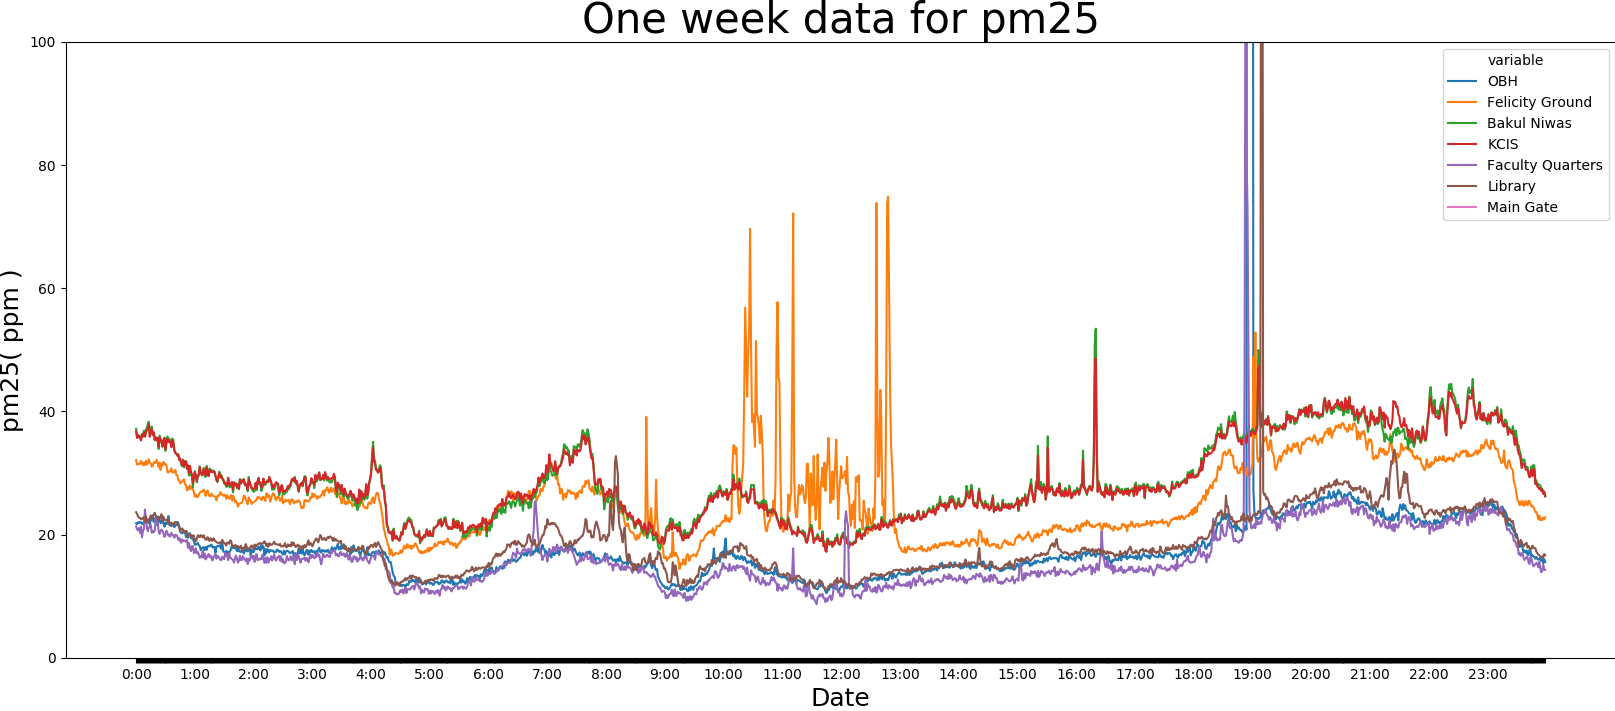 One week data for pm25
100
80
60
40
20
0
pm25( ppm )
variable
OBH
Felicity Ground
Bakul Niwas
KCIS
Faculty Quarters
Library
Main Gate
0:00 1:00 2:00 3:00 4:00 5:00 6:00 7:00 8:00 9:00 10:00 11:00 12:00 13:00 14:00 15:00 16:00 17:00 18:00 19:00 20:00 21:00 22:00 23:00
Date